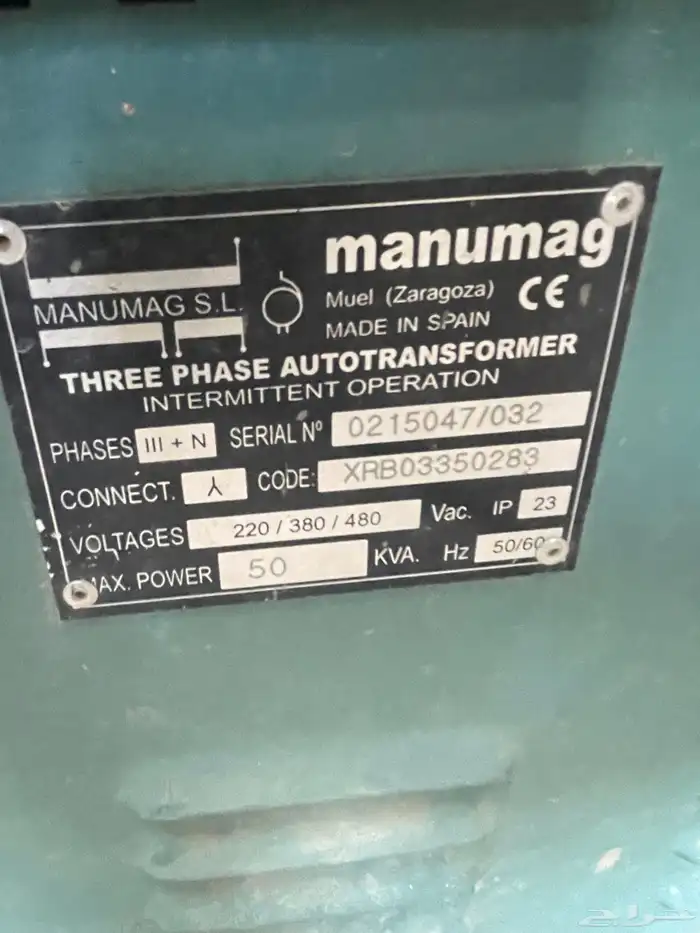 manumag
MANUMAG S.L.
Muel (Zaragoza) CE
MADE IN SPAIN
THREE PHASE AUTOTRANSFORMER
INTERMITTENT OPERATION
PHASES III + N SERIAL Nº 0215047/032
CONNECT. CODE: XRB03350283
VOLTAGES 220 / 380 / 480 Vac. IP 23
MAX. POWER 50 KVA. Hz 50/60
حراج